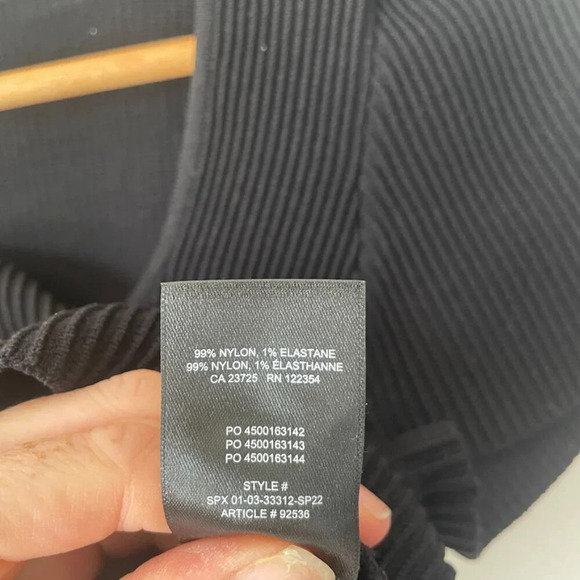 99% NYLON, 1% ELASTANE
99% NYLON, 1% ÉLASTHANNE
CA 23725 RN 122354
PO 4500163142
PO 4500163143
PO 4500163144
STYLE #
SPX 01-03-33312-SP22
ARTICLE # 92536